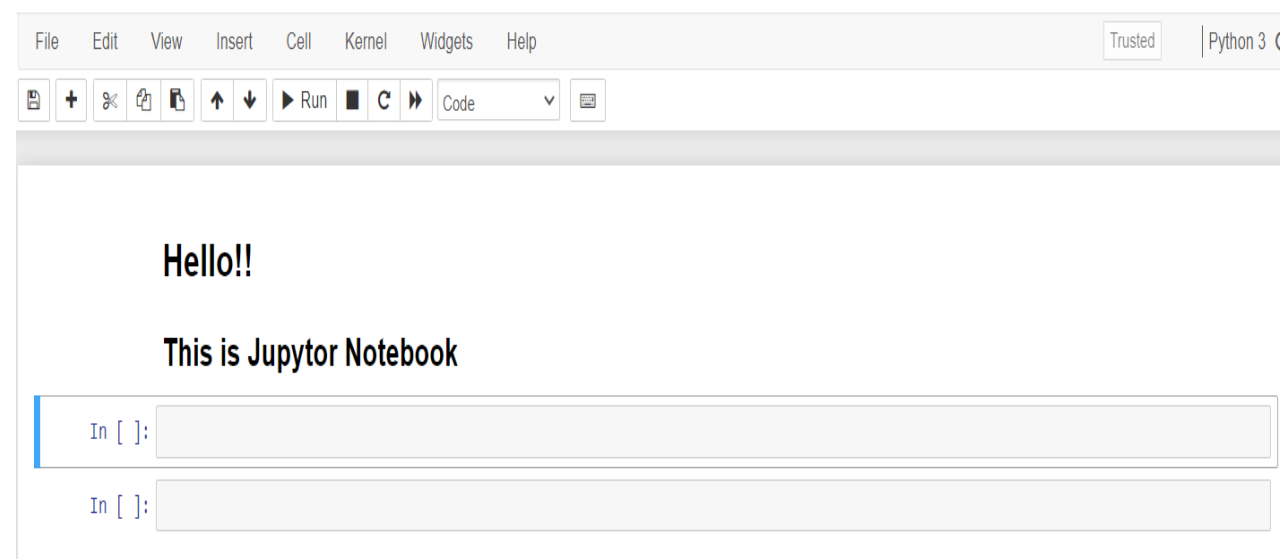 File Edit View Insert Cell Kernel Widgets Help Trusted Python 3
Run Code
Hello!!
This is Jupytor Notebook
In [ ]:
In [ ]: